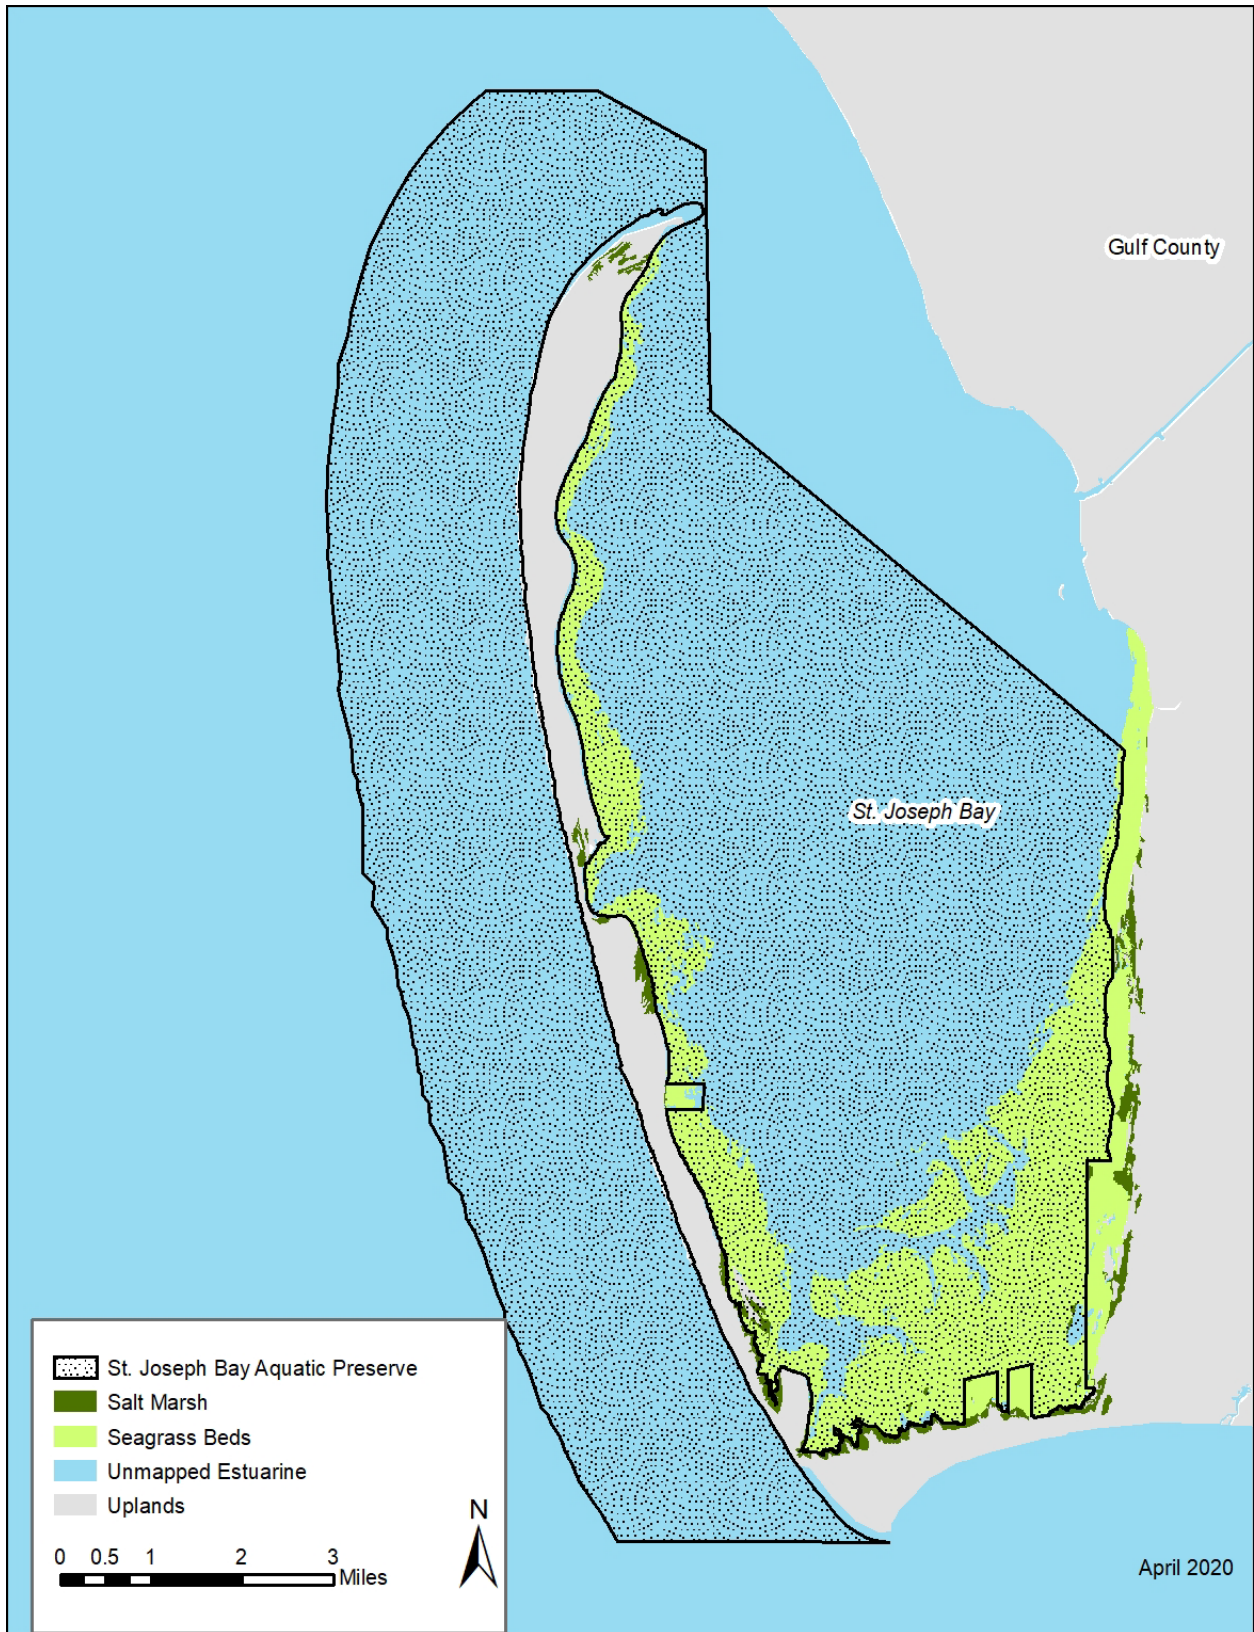 Gulf County
St. Joseph Bay
St. Joseph Bay Aquatic Preserve
Salt Marsh
Seagrass Beds
Unmapped Estuarine
Uplands
N
0 0.5 1 2 3
Miles
April 2020